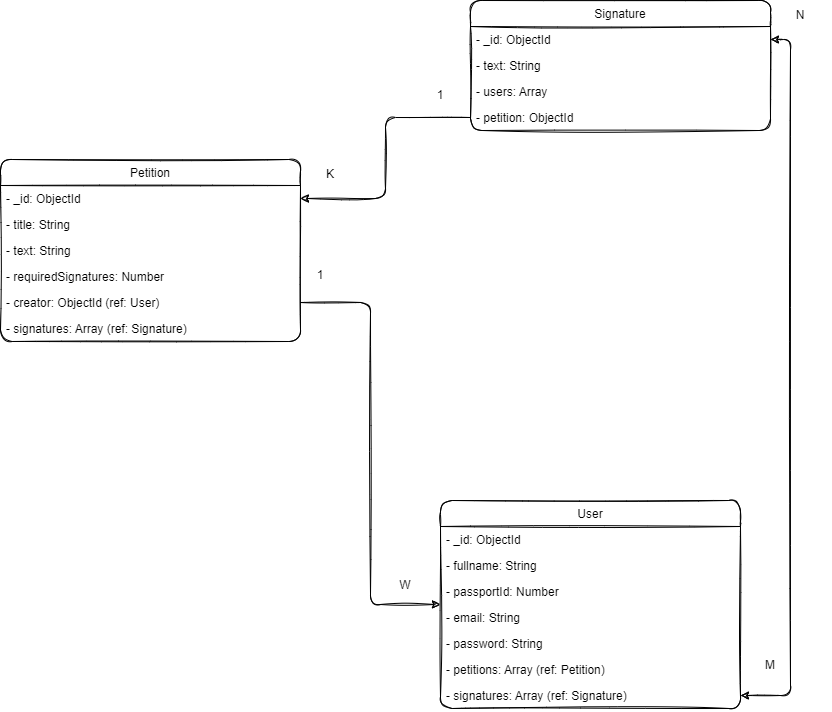 Signature
N
- _id: ObjectId
- text: String
- users: Array
- petition: ObjectId
1
K
Petition
- _id: ObjectId
- title: String
- text: String
- requiredSignatures: Number
- creator: ObjectId (ref: User)
- signatures: Array (ref: Signature)
1
W
User
- _id: ObjectId
- fullname: String
- passportId: Number
- email: String
- password: String
- petitions: Array (ref: Petition)
- signatures: Array (ref: Signature)
M